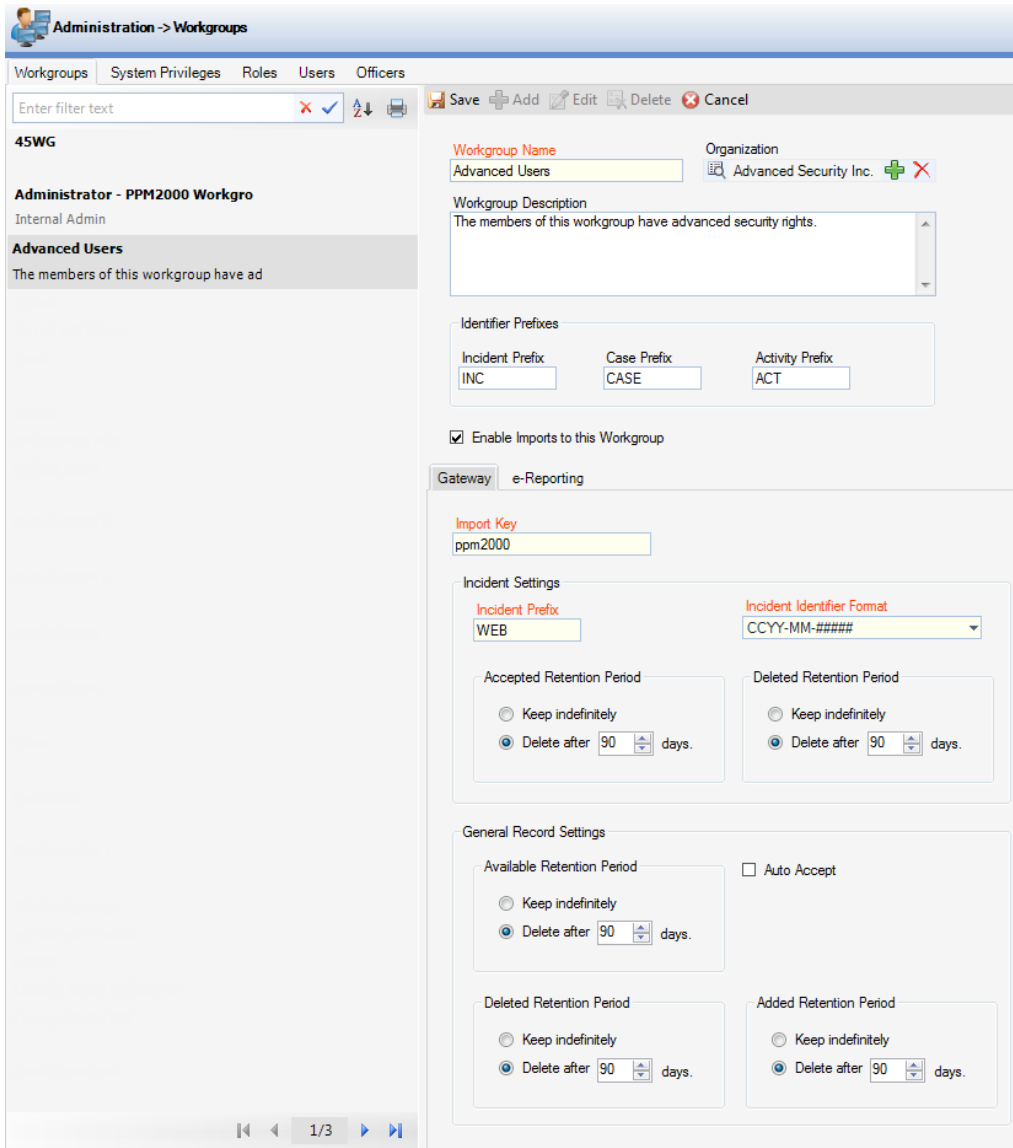 Administration -> Workgroups
Workgroups System Privileges Roles Users Officers
Enter filter text
Save Add Edit Delete Cancel
45WG
Administrator - PPM2000 Workgro
Internal Admin
Advanced Users
The members of this workgroup have ad
1/3
Workgroup Name Organization
Advanced Users Advanced Security Inc.
Workgroup Description
The members of this workgroup have advanced security rights.
Identifier Prefixes
Incident Prefix Case Prefix Activity Prefix
INC CASE ACT
Enable Imports to this Workgroup
Gateway e-Reporting
Import Key
ppm2000
Incident Settings
Incident Prefix Incident Identifier Format
WEB CCYY-MM-#####
Accepted Retention Period Deleted Retention Period
Keep indefinitely Keep indefinitely
Delete after 90 days. Delete after 90 days.
General Record Settings
Available Retention Period Auto Accept
Keep indefinitely
Delete after 90 days.
Deleted Retention Period Added Retention Period
Keep indefinitely Keep indefinitely
Delete after 90 days. Delete after 90 days.